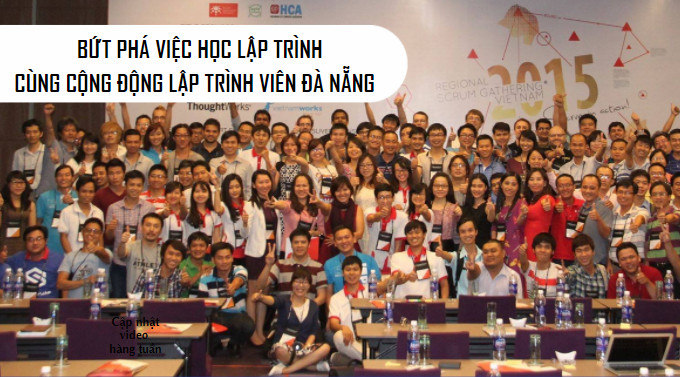 HCA
BỨT PHÁ VIỆC HỌC LẬP TRÌNH
CÙNG CỘNG ĐỘNG LẬP TRÌNH VIÊN ĐÀ NẴNG
REGIONAL
SCRUM GATHERING
VIETNAM
2015
ThoughtWorks
vietnamworks
Cập nhật
video
hàng tuần